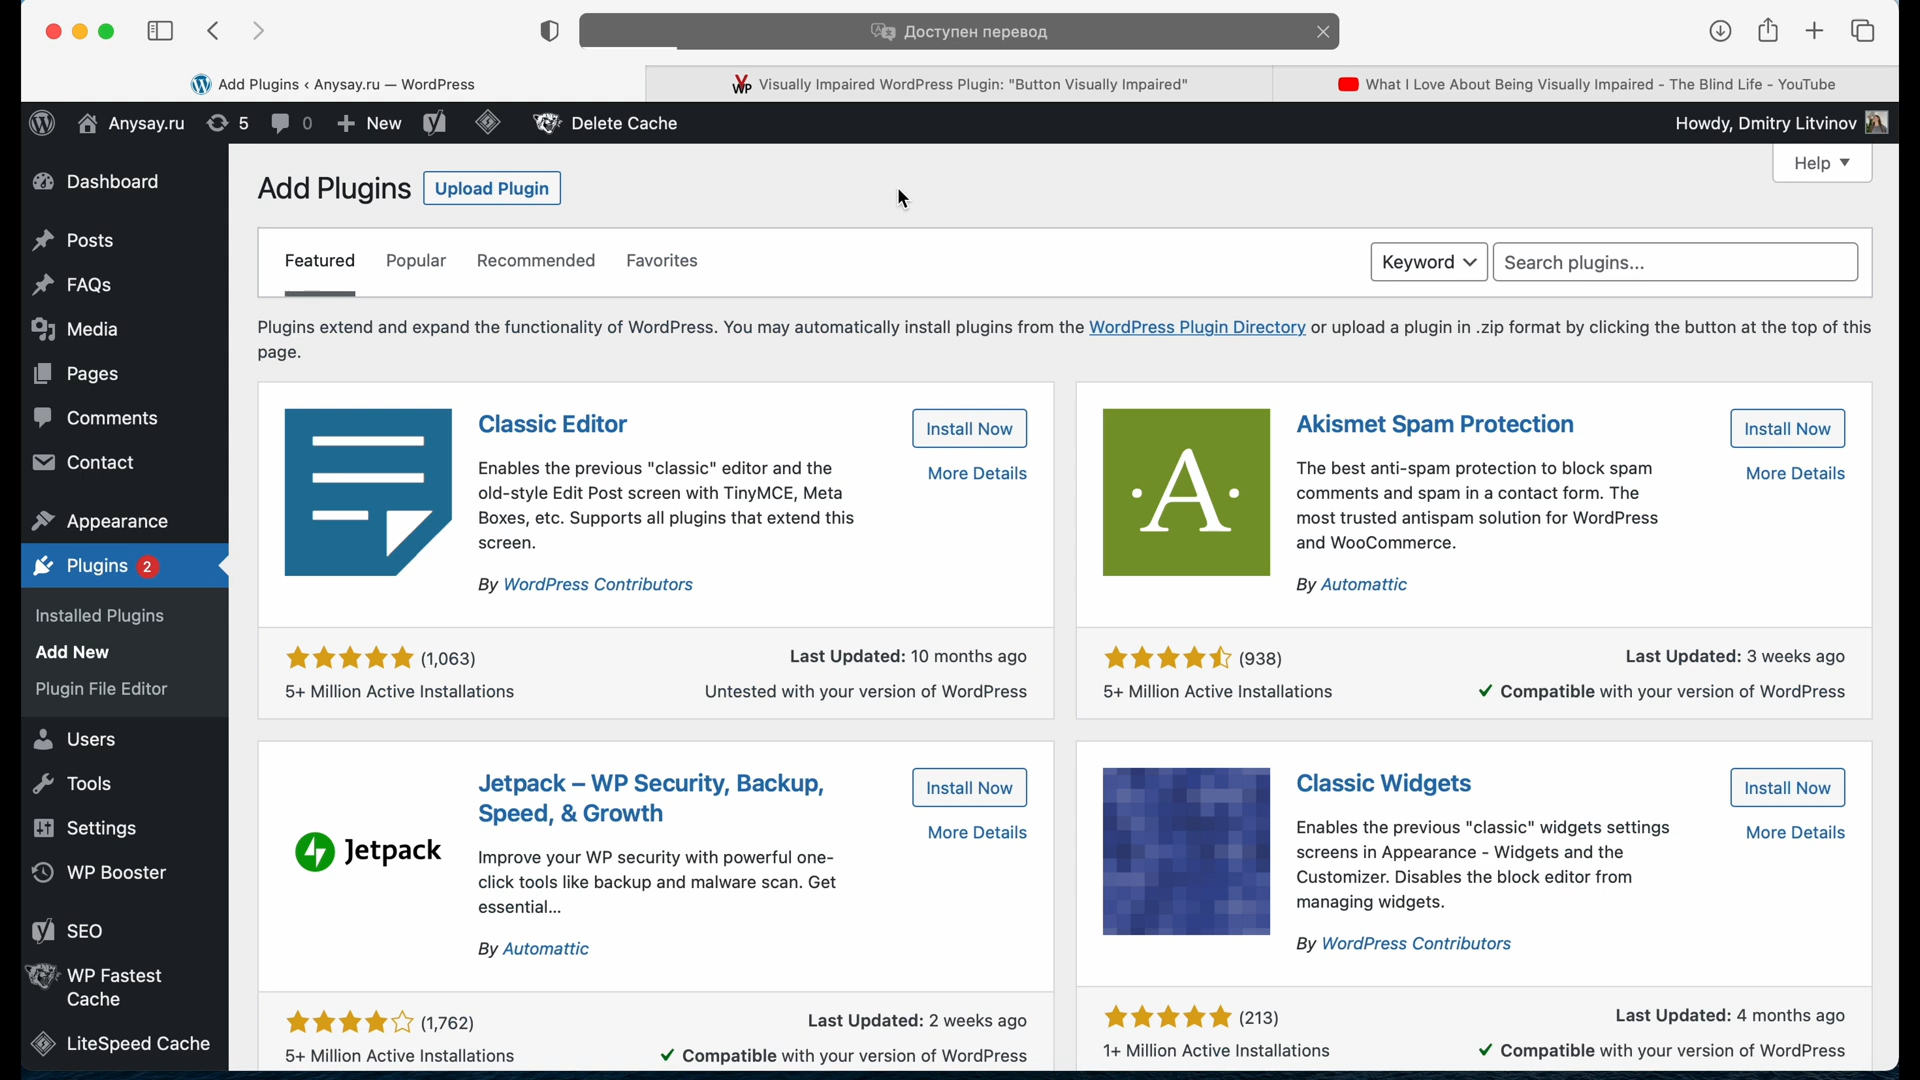 Доступен перевод
Add Plugins < Anysay.ru — WordPress
Visually Impaired WordPress Plugin: "Button Visually Impaired"
What I Love About Being Visually Impaired - The Blind Life - YouTube
Anysay.ru
5
0
New
Delete Cache
Howdy, Dmitry Litvinov
Dashboard
Posts
FAQs
Media
Pages
Comments
Contact
Appearance
Plugins 2
Installed Plugins
Add New
Plugin File Editor
Users
Tools
Settings
WP Booster
SEO
WP Fastest
Cache
LiteSpeed Cache
Help
Add Plugins
Upload Plugin
Featured
Popular
Recommended
Favorites
Keyword
Search plugins...
Plugins extend and expand the functionality of WordPress. You may automatically install plugins from the WordPress Plugin Directory or upload a plugin in .zip format by clicking the button at the top of this
page.
Classic Editor
Install Now
More Details
Enables the previous "classic" editor and the
old-style Edit Post screen with TinyMCE, Meta
Boxes, etc. Supports all plugins that extend this
screen.
By WordPress Contributors
(1,063)
Last Updated: 10 months ago
5+ Million Active Installations
Untested with your version of WordPress
A
Akismet Spam Protection
Install Now
More Details
The best anti-spam protection to block spam
comments and spam in a contact form. The
most trusted antispam solution for WordPress
and WooCommerce.
By Automattic
(938)
Last Updated: 3 weeks ago
5+ Million Active Installations
Compatible with your version of WordPress
Jetpack
Jetpack – WP Security, Backup,
Speed, & Growth
Install Now
More Details
Improve your WP security with powerful one-
click tools like backup and malware scan. Get
essential...
By Automattic
(1,762)
Last Updated: 2 weeks ago
5+ Million Active Installations
Compatible with your version of WordPress
Classic Widgets
Install Now
More Details
Enables the previous "classic" widgets settings
screens in Appearance - Widgets and the
Customizer. Disables the block editor from
managing widgets.
By WordPress Contributors
(213)
Last Updated: 4 months ago
1+ Million Active Installations
Compatible with your version of WordPress